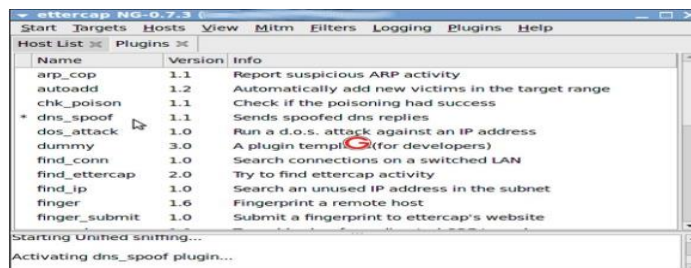 ettercap NG-0.7.3
Start Targets Hosts View Mitm Filters Logging Plugins Help
Host List Plugins
Name Version Info
arp_cop 1.1 Report suspicious ARP activity
autoadd 1.2 Automatically add new victims in the target range
chk_poison 1.1 Check if the poisoning had success
* dns_spoof 1.1 Sends spoofed dns replies
dos_attack 1.0 Run a d.o.s. attack against an IP address
dummy 3.0 A plugin (for developers)
find_conn 1.0 Search connections on a switched LAN
find_ettercap 2.0 Try to find ettercap activity
find_ip 1.0 Search an unused IP address in the subnet
finger 1.6 Fingerprint a remote host
finger_submit 1.0 Submit a fingerprint to ettercap's website
Starting Unified sniffing...
Activating dns_spoof plugin...